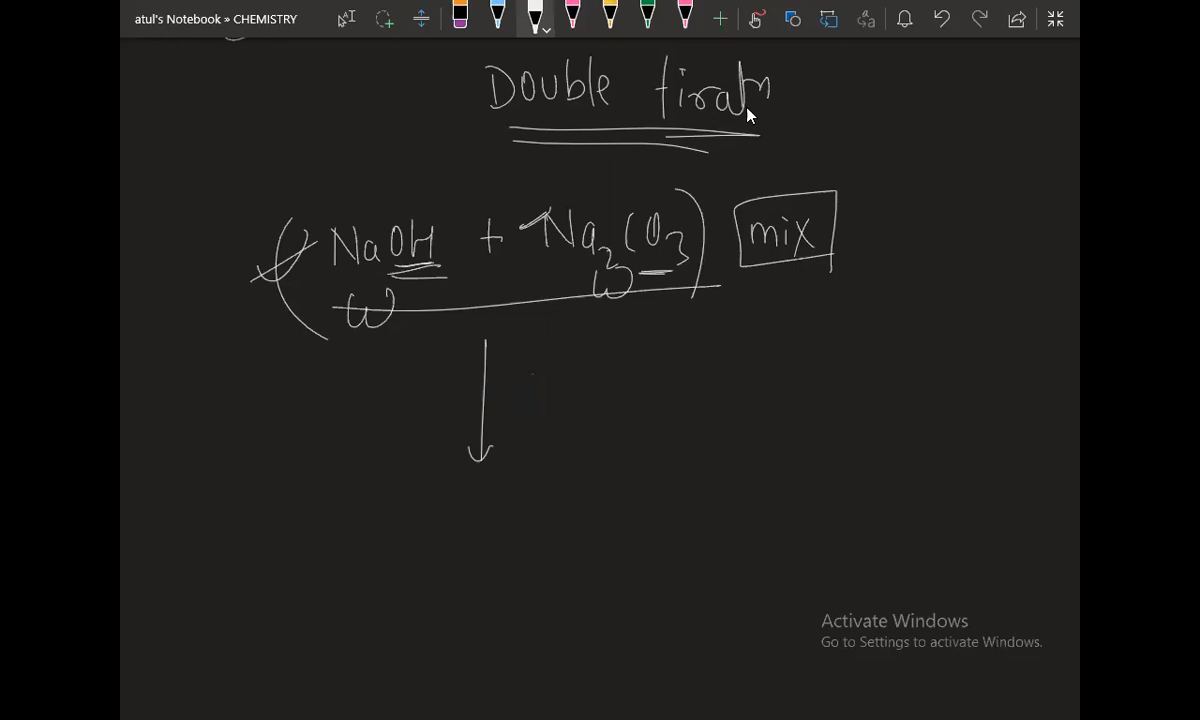 atul's Notebook » CHEMISTRY
Double tiratn
NaOH + Na2CO3 mix
W W
Activate Windows
Go to Settings to activate Windows.